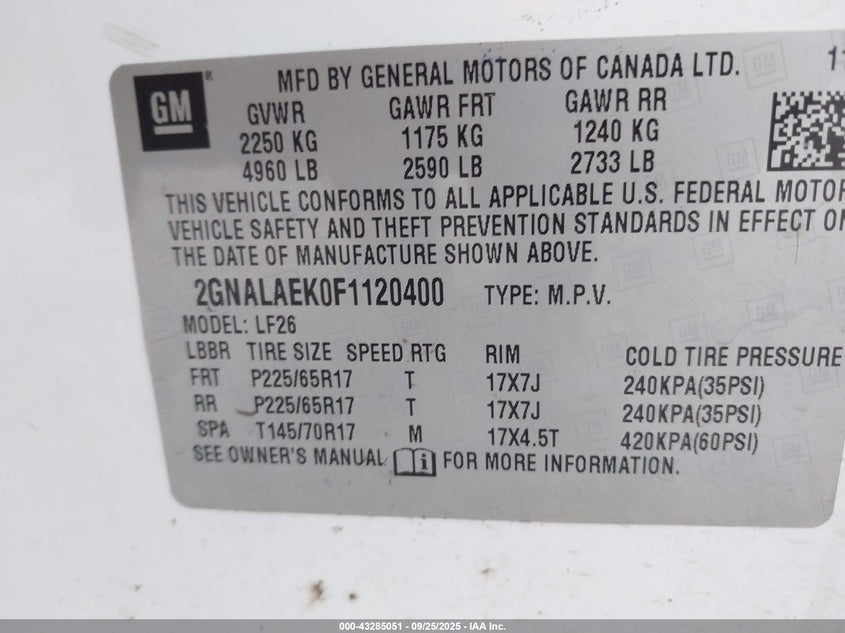 GM
MFD BY GENERAL MOTORS OF CANADA LTD.
GVWR GAWR FRT GAWR RR
2250 KG 1175 KG 1240 KG
4960 LB 2590 LB 2733 LB
THIS VEHICLE CONFORMS TO ALL APPLICABLE U.S. FEDERAL MOTOR
VEHICLE SAFETY AND THEFT PREVENTION STANDARDS IN EFFECT ON
THE DATE OF MANUFACTURE SHOWN ABOVE.
2GNALAEK0F1120400 TYPE: M.P.V.
MODEL: LF26
LBBR TIRE SIZE SPEED RTG RIM COLD TIRE PRESSURE
FRT P225/65R17 T 17X7J 240KPA(35PSI)
RR P225/65R17 T 17X7J 240KPA(35PSI)
SPA T145/70R17 M 17X4.5T 420KPA(60PSI)
SEE OWNER'S MANUAL FOR MORE INFORMATION.
000-43285051 - 09/25/2025 - IAA Inc.